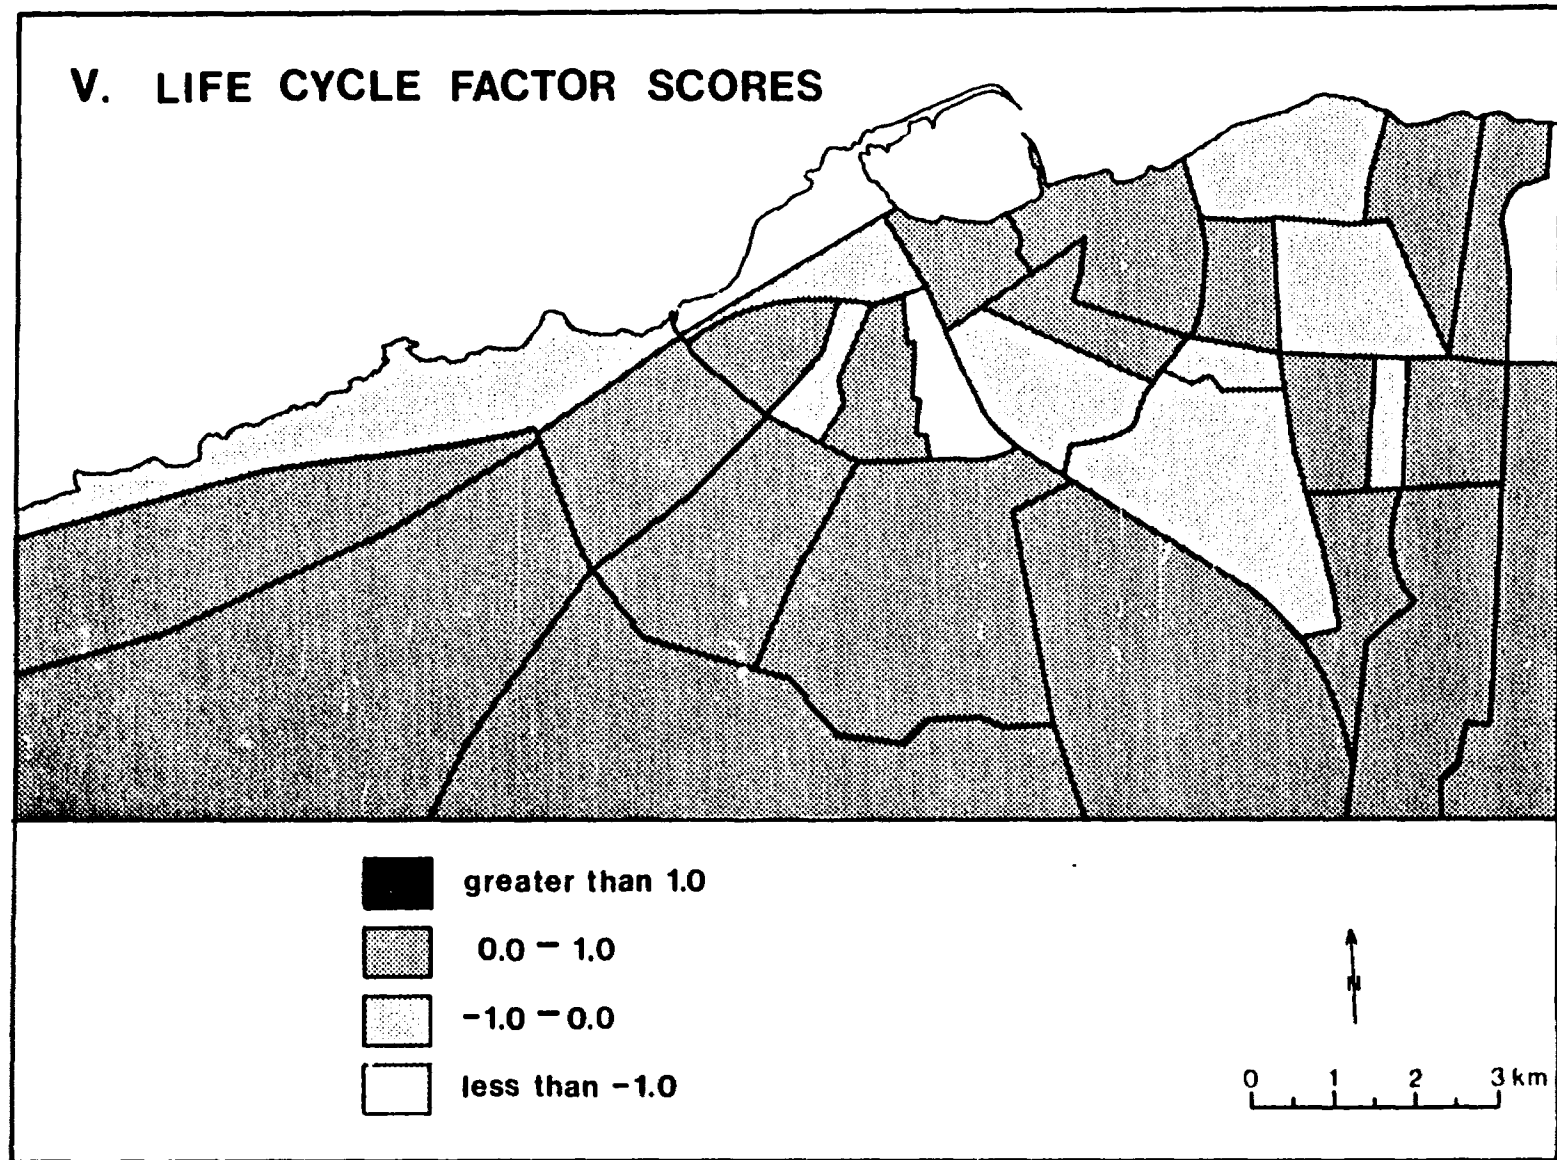 V. LIFE CYCLE FACTOR SCORES
greater than 1.0
0.0 – 1.0
-1.0 – 0.0
less than -1.0
N
0 1 2 3 km